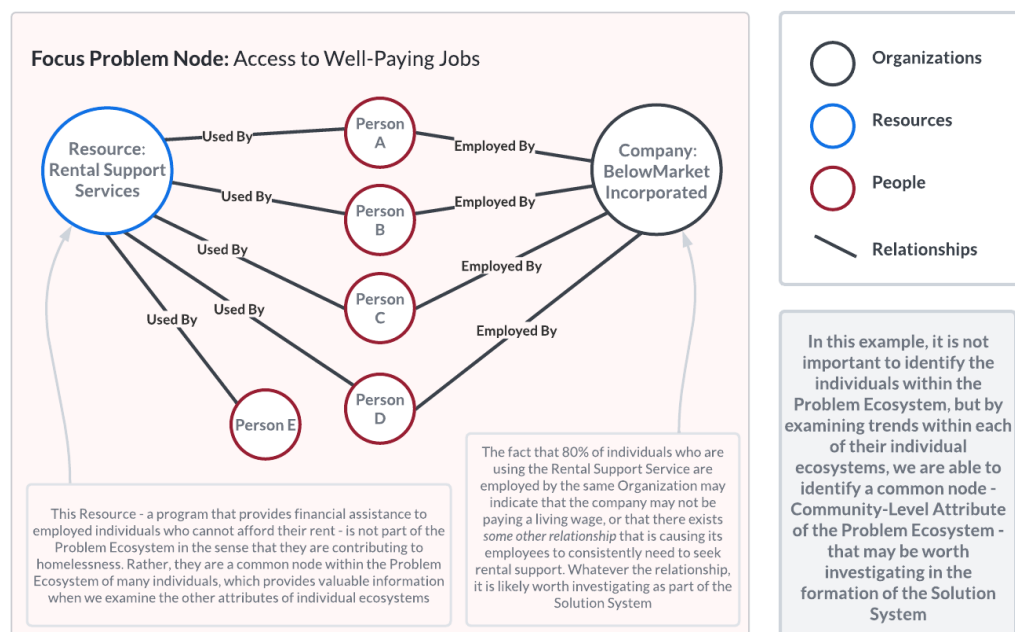 Focus Problem Node: Access to Well-Paying Jobs
Resource:
Rental Support
Services
Used By
Person
A
Employed By
Company:
BelowMarket
Incorporated
Used By
Person
B
Employed By
Used By
Person
C
Employed By
Used By
Person
D
Employed By
Used By
Person E
This Resource - a program that provides financial assistance to
employed individuals who cannot afford their rent - is not part of the
Problem Ecosystem in the sense that they are contributing to
homelessness. Rather, they are a common node within the Problem
Ecosystem of many individuals, which provides valuable information
when we examine the other attributes of individual ecosystems
The fact that 80% of individuals who are
using the Rental Support Service are
employed by the same Organization may
indicate that the company may not be
paying a living wage, or that there exists
some other relationship that is causing its
employees to consistently need to seek
rental support. Whatever the relationship,
it is likely worth investigating as part of the
Solution System
Organizations
Resources
People
Relationships
In this example, it is not
important to identify the
individuals within the
Problem Ecosystem, but by
examining trends within each
of their individual
ecosystems, we are able to
identify a common node -
Community-Level Attribute
of the Problem Ecosystem -
that may be worth
investigating in the
formation of the Solution
System